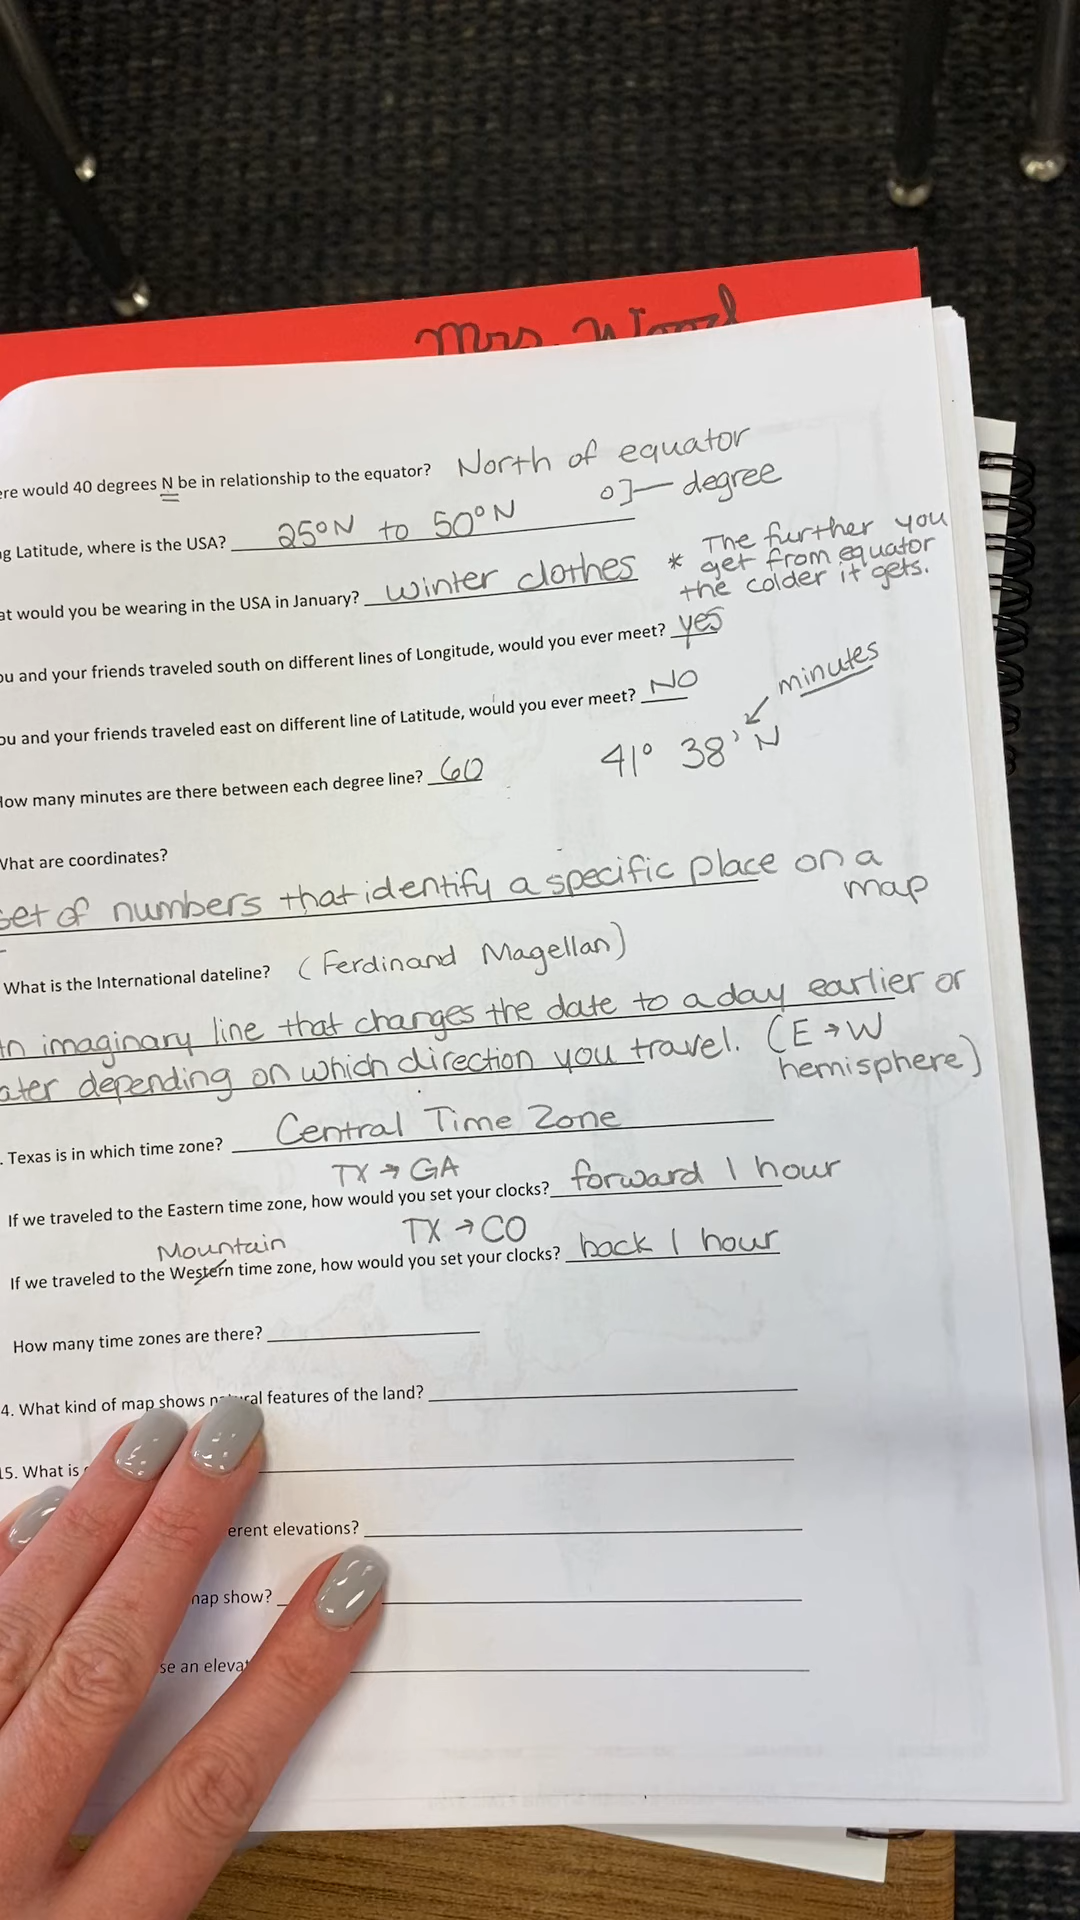 Mrs. Wood
ere would 40 degrees N be in relationship to the equator? North of equator
o]— degree
g Latitude, where is the USA? 25°N to 50°N
at would you be wearing in the USA in January? winter clothes
* The further you
get from equator
the colder it gets.
ou and your friends traveled south on different lines of Longitude, would you ever meet? yes
ou and your friends traveled east on different line of Latitude, would you ever meet? NO
minutes
How many minutes are there between each degree line? 60
41° 38' N
What are coordinates?
set of numbers that identify a specific place on a
map
What is the International dateline? (Ferdinand Magellan)
an imaginary line that changes the date to a day earlier or
later depending on which direction you travel. (E → W
hemisphere)
. Texas is in which time zone? Central Time Zone
TX → GA
If we traveled to the Eastern time zone, how would you set your clocks? forward 1 hour
Mountain TX → CO
If we traveled to the Western time zone, how would you set your clocks? back 1 hour
How many time zones are there?
4. What kind of map shows natural features of the land?
15. What is
erent elevations?
map show?
se an eleva